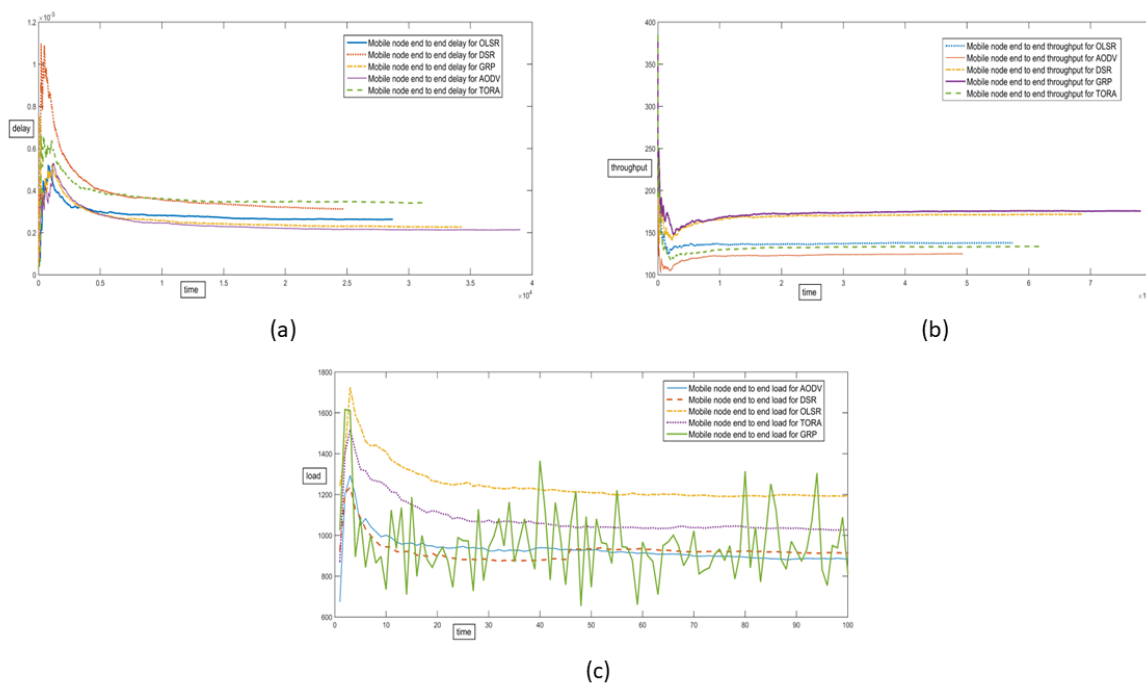 ×10⁻³
1.2
1
0.8
0.6
0.4
0.2
0
delay
Mobile node end to end delay for OLSR
Mobile node end to end delay for DSR
Mobile node end to end delay for GRP
Mobile node end to end delay for AODV
Mobile node end to end delay for TORA
0 0.5 1 1.5 2 2.5 3 3.5 4
time
×10⁴
(a)
400
350
300
250
200
150
100
throughput
Mobile node end to end throughput for OLSR
Mobile node end to end throughput for AODV
Mobile node end to end throughput for DSR
Mobile node end to end throughput for GRP
Mobile node end to end throughput for TORA
0 1 2 3 4 5 6 7
time
(b)
1800
1600
1400
1200
1000
800
600
load
Mobile node end to end load for AODV
Mobile node end to end load for DSR
Mobile node end to end load for OLSR
Mobile node end to end load for TORA
Mobile node end to end load for GRP
0 10 20 30 40 50 60 70 80 90 100
time
(c)